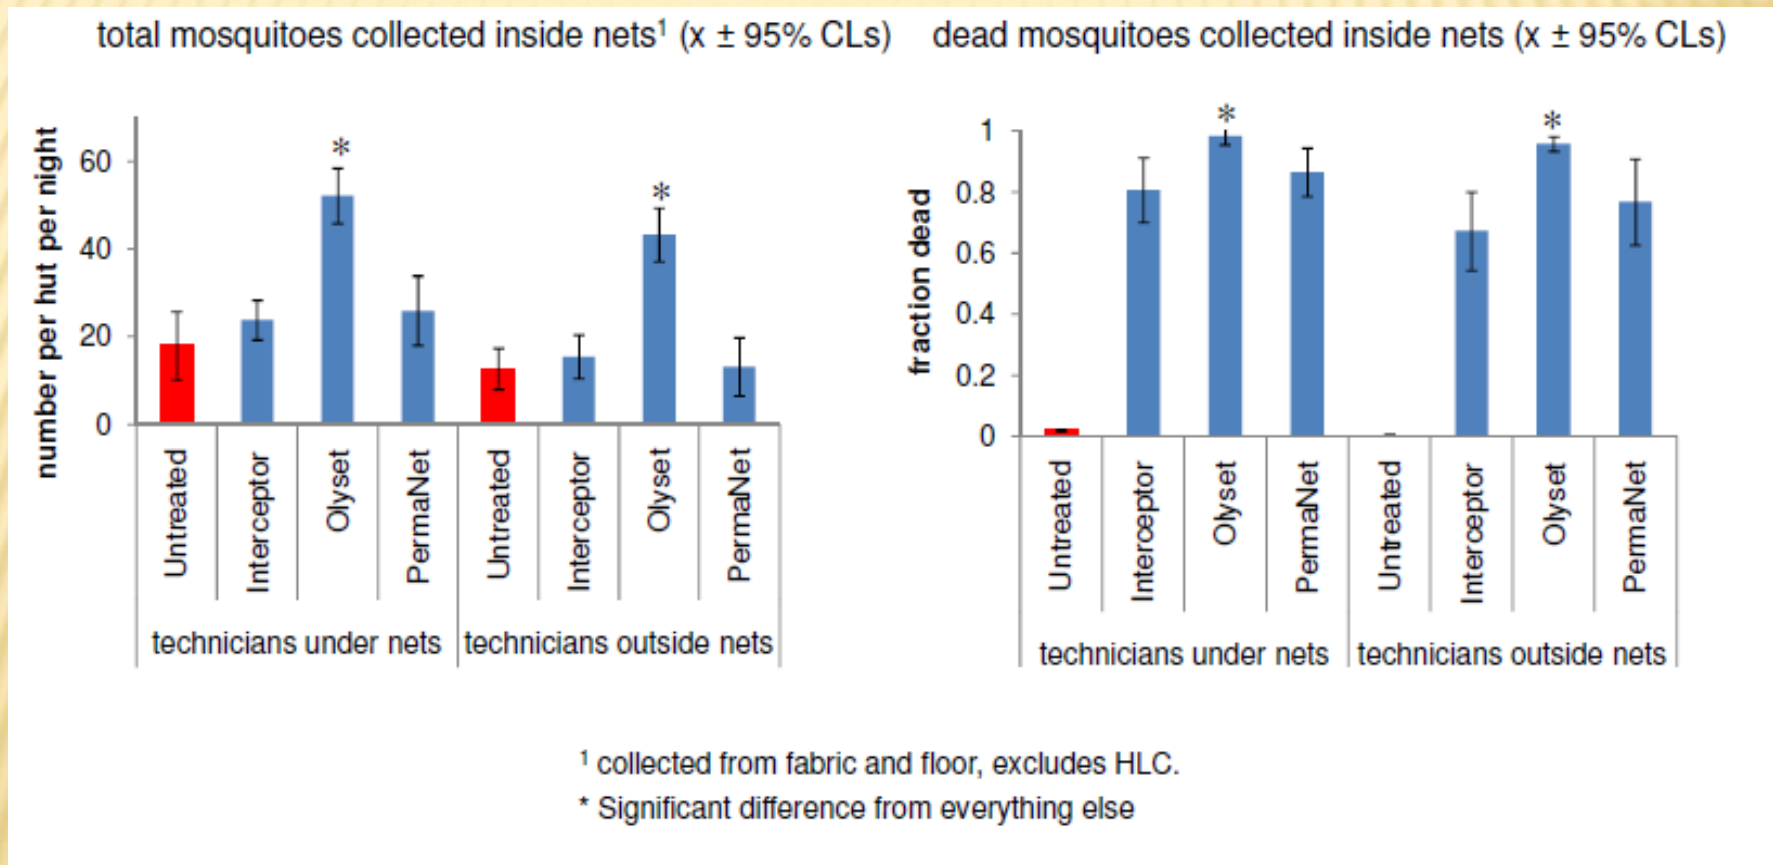 total mosquitoes collected inside nets¹ (x ± 95% CLs)
number per hut per night
60
40
20
0
*
*
Untreated
Interceptor
Olyset
PermaNet
Untreated
Interceptor
Olyset
PermaNet
technicians under nets
technicians outside nets
dead mosquitoes collected inside nets (x ± 95% CLs)
fraction dead
1
0.8
0.6
0.4
0.2
0
*
*
Untreated
Interoeptor
Olyset
PermaNet
Untreated
Interceptor
Olyset
PermaNet
technicians under nets
technicians outside nets
¹ collected from fabric and floor, excludes HLC.
* Significant difference from everything else